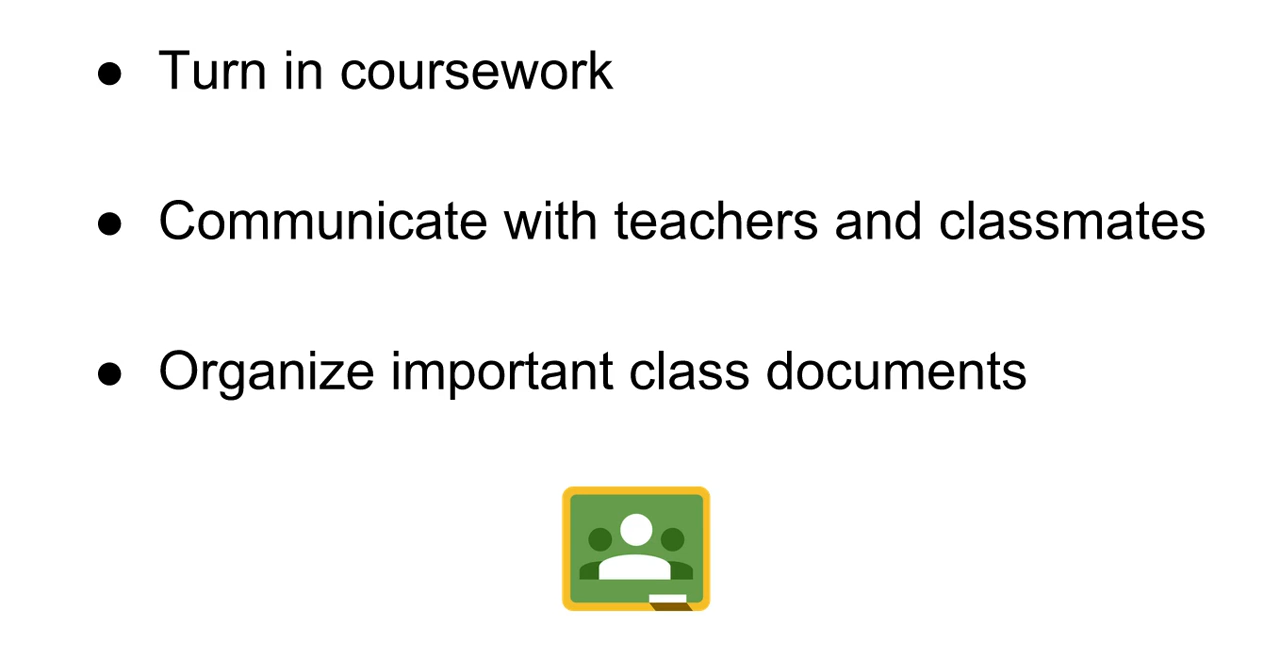 ● Turn in coursework
● Communicate with teachers and classmates
● Organize important class documents